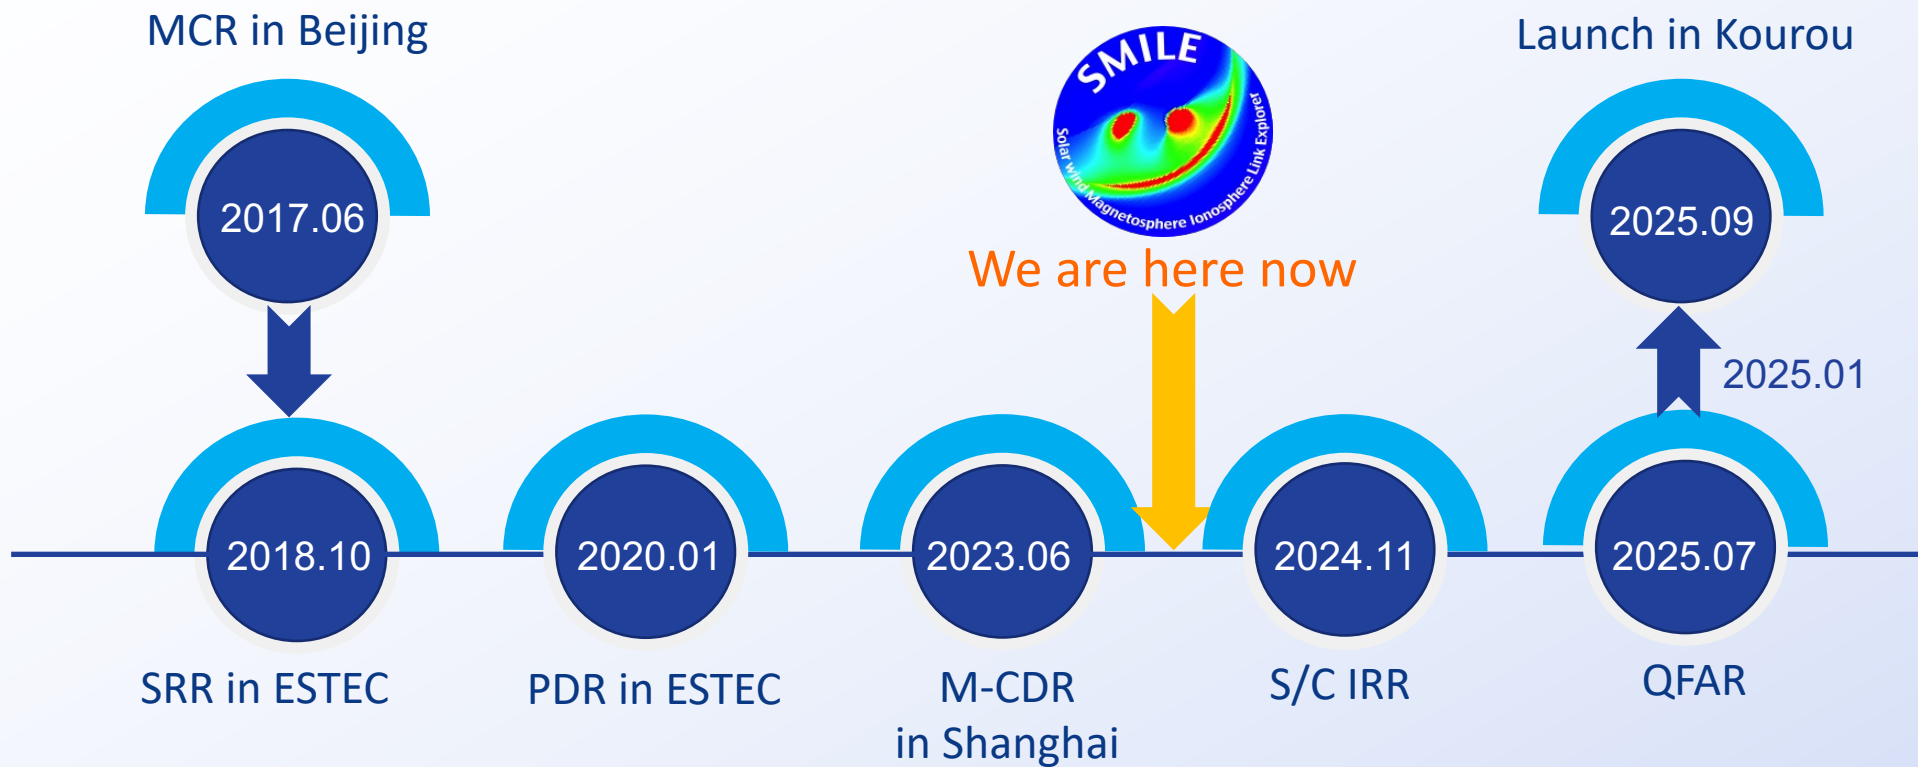 MCR in Beijing
2017.06
SMILE
Solar wind Magnetosphere Ionosphere Link Explorer
We are here now
Launch in Kourou
2025.09
2025.01
2018.10
2020.01
2023.06
2024.11
2025.07
SRR in ESTEC
PDR in ESTEC
M-CDR
in Shanghai
S/C IRR
QFAR